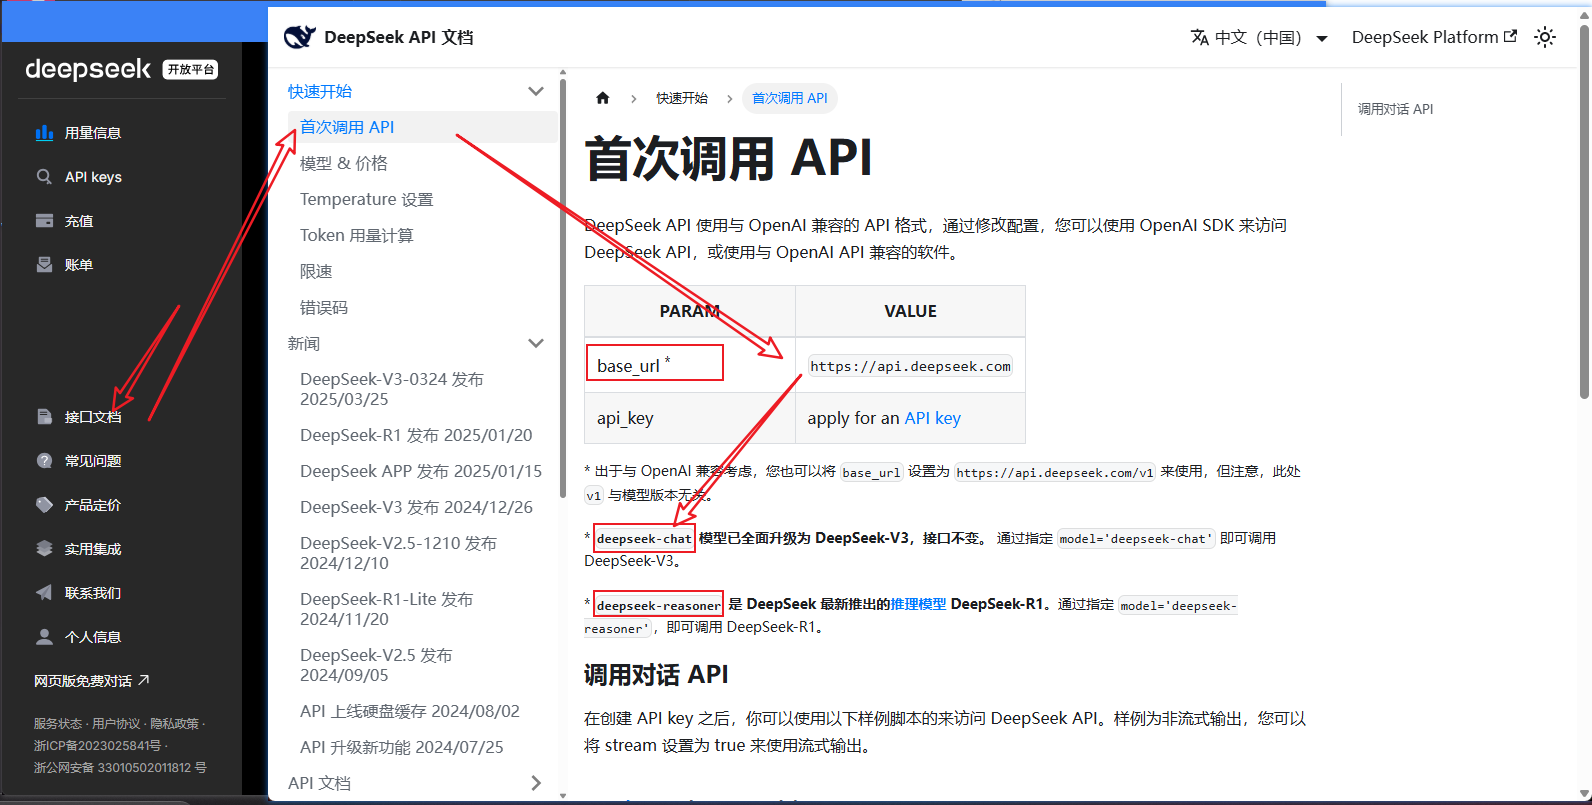 deepseek 开放平台
用量信息
API keys
充值
账单
接口文档
常见问题
产品定价
实用集成
联系我们
个人信息
网页版免费对话
服务状态 · 用户协议 · 隐私政策 ·
浙ICP备2023025841号 ·
浙公网安备 33010502011812 号
DeepSeek API 文档
中文（中国）
DeepSeek Platform
快速开始
首次调用 API
模型 & 价格
Temperature 设置
Token 用量计算
限速
错误码
新闻
DeepSeek-V3-0324 发布
2025/03/25
DeepSeek-R1 发布 2025/01/20
DeepSeek APP 发布 2025/01/15
DeepSeek-V3 发布 2024/12/26
DeepSeek-V2.5-1210 发布
2024/12/10
DeepSeek-R1-Lite 发布
2024/11/20
DeepSeek-V2.5 发布
2024/09/05
API 上线硬盘缓存 2024/08/02
API 升级新功能 2024/07/25
API 文档
快速开始
首次调用 API
首次调用 API
DeepSeek API 使用与 OpenAI 兼容的 API 格式，通过修改配置，您可以使用 OpenAI SDK 来访问
DeepSeek API，或使用与 OpenAI API 兼容的软件。
PARAM VALUE
base_url * https://api.deepseek.com
api_key apply for an API key
* 出于与 OpenAI 兼容考虑，您也可以将 base_url 设置为 https://api.deepseek.com/v1 来使用，但注意，此处
v1 与模型版本无关。
* deepseek-chat 模型已全面升级为 DeepSeek-V3，接口不变。 通过指定 model='deepseek-chat' 即可调用
DeepSeek-V3。
* deepseek-reasoner 是 DeepSeek 最新推出的推理模型 DeepSeek-R1。通过指定 model='deepseek-
reasoner'，即可调用 DeepSeek-R1。
调用对话 API
在创建 API key 之后，你可以使用以下样例脚本的来访问 DeepSeek API。样例为非流式输出，您可以
将 stream 设置为 true 来使用流式输出。
调用对话 API